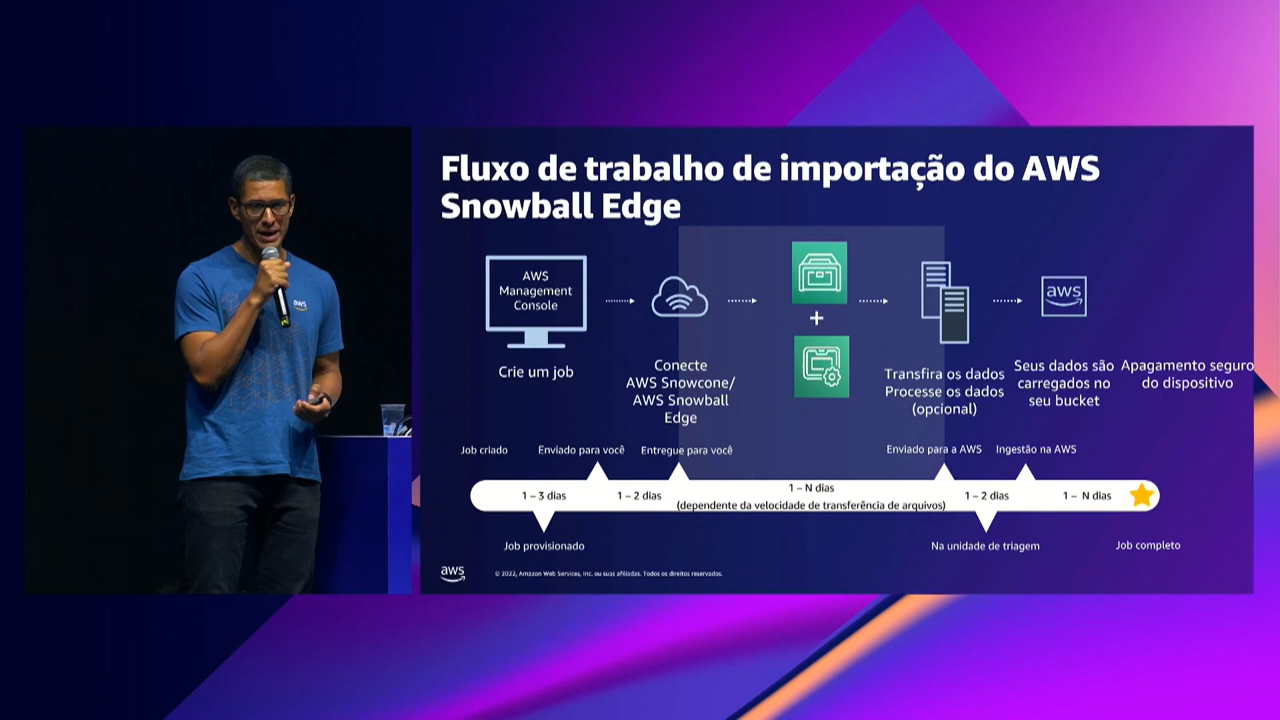 Fluxo de trabalho de importação do AWS
Snowball Edge
AWS
Management
Console
aws
Crie um job
Conecte
AWS Snowcone/
AWS Snowball
Edge
+
Transfira os dados
Processe os dados
(opcional)
Seus dados são
carregados no
seu bucket
Apagamento seguro
do dispositivo
Job criado
Enviado para você
Entregue para você
Enviado para a AWS
Ingestão na AWS
1 – 3 dias
1 – 2 dias
1 – N dias
(dependente da velocidade de transferência de arquivos)
1 – 2 dias
1 – N dias
Job provisionado
Na unidade de triagem
Job completo
aws
© 2022, Amazon Web Services, Inc. ou suas afiliadas. Todos os direitos reservados.
aws